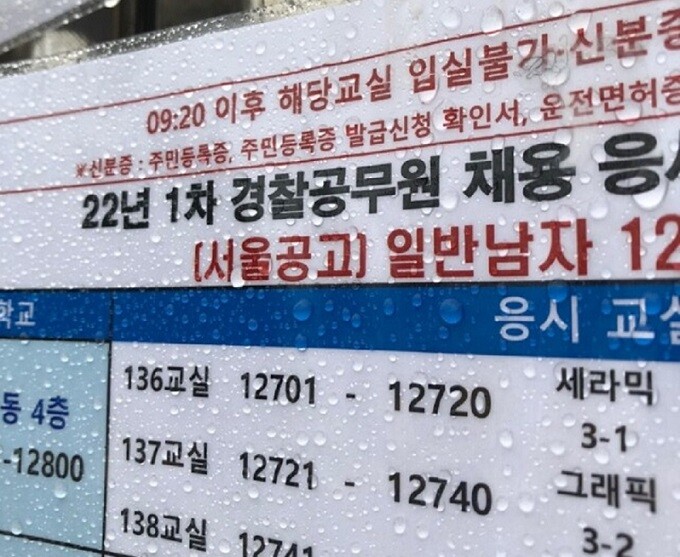 09:20 이후 해당교실 입실불가·신분증
※신분증 : 주민등록증, 주민등록증 발급신청 확인서, 운전면허증
22년 1차 경찰공무원 채용 응시
[서울공고] 일반남자 12
학교 응시 교실
136교실 12701 - 12720 세라믹 3-1
동 4층
-12800
137교실 12721 - 12740 그래픽 3-2
138교실 12741